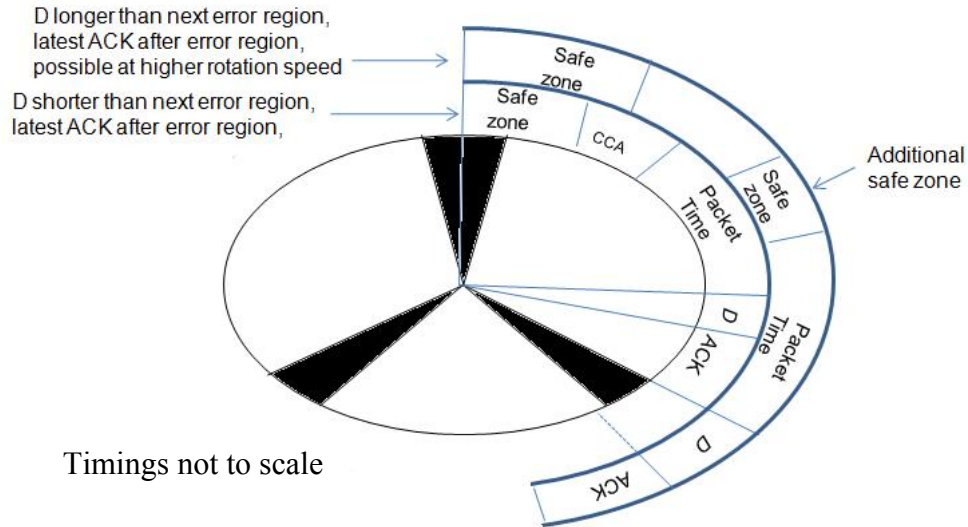 D longer than next error region,
latest ACK after error region,
possible at higher rotation speed
D shorter than next error region,
latest ACK after error region,
Safe
zone
Safe
zone
CCA
Additional
safe zone
Safe
zone
Packet
Time
D
ACK
Packet
Time
D
ACK
Timings not to scale